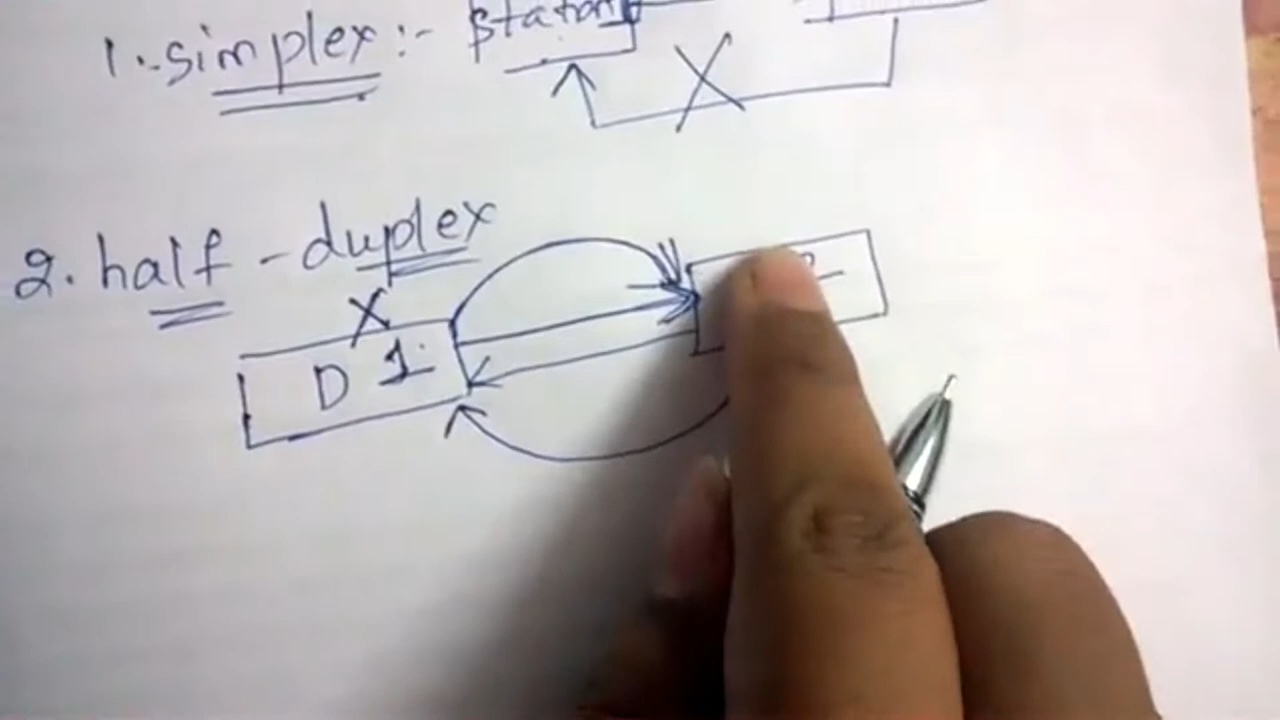 1. simplex:- station
2. half-duplex
X
D 1